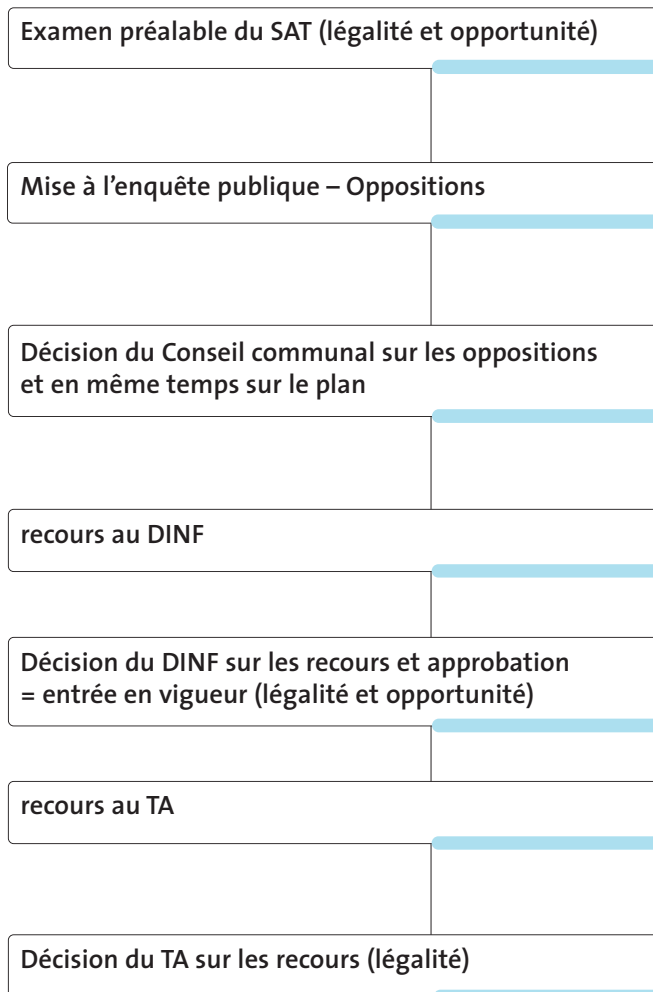 Examen préalable du SAT (légalité et opportunité)
Mise à l'enquête publique – Oppositions
Décision du Conseil communal sur les oppositions
et en même temps sur le plan
recours au DINF
Décision du DINF sur les recours et approbation
= entrée en vigueur (légalité et opportunité)
recours au TA
Décision du TA sur les recours (légalité)